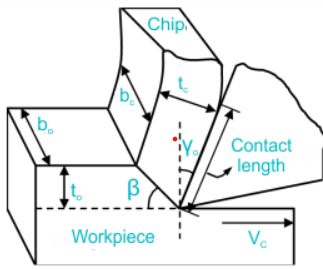 Chip
t_c
b_c
b_o
γ_o
Contact
length
t_o
β
Workpiece
V_C